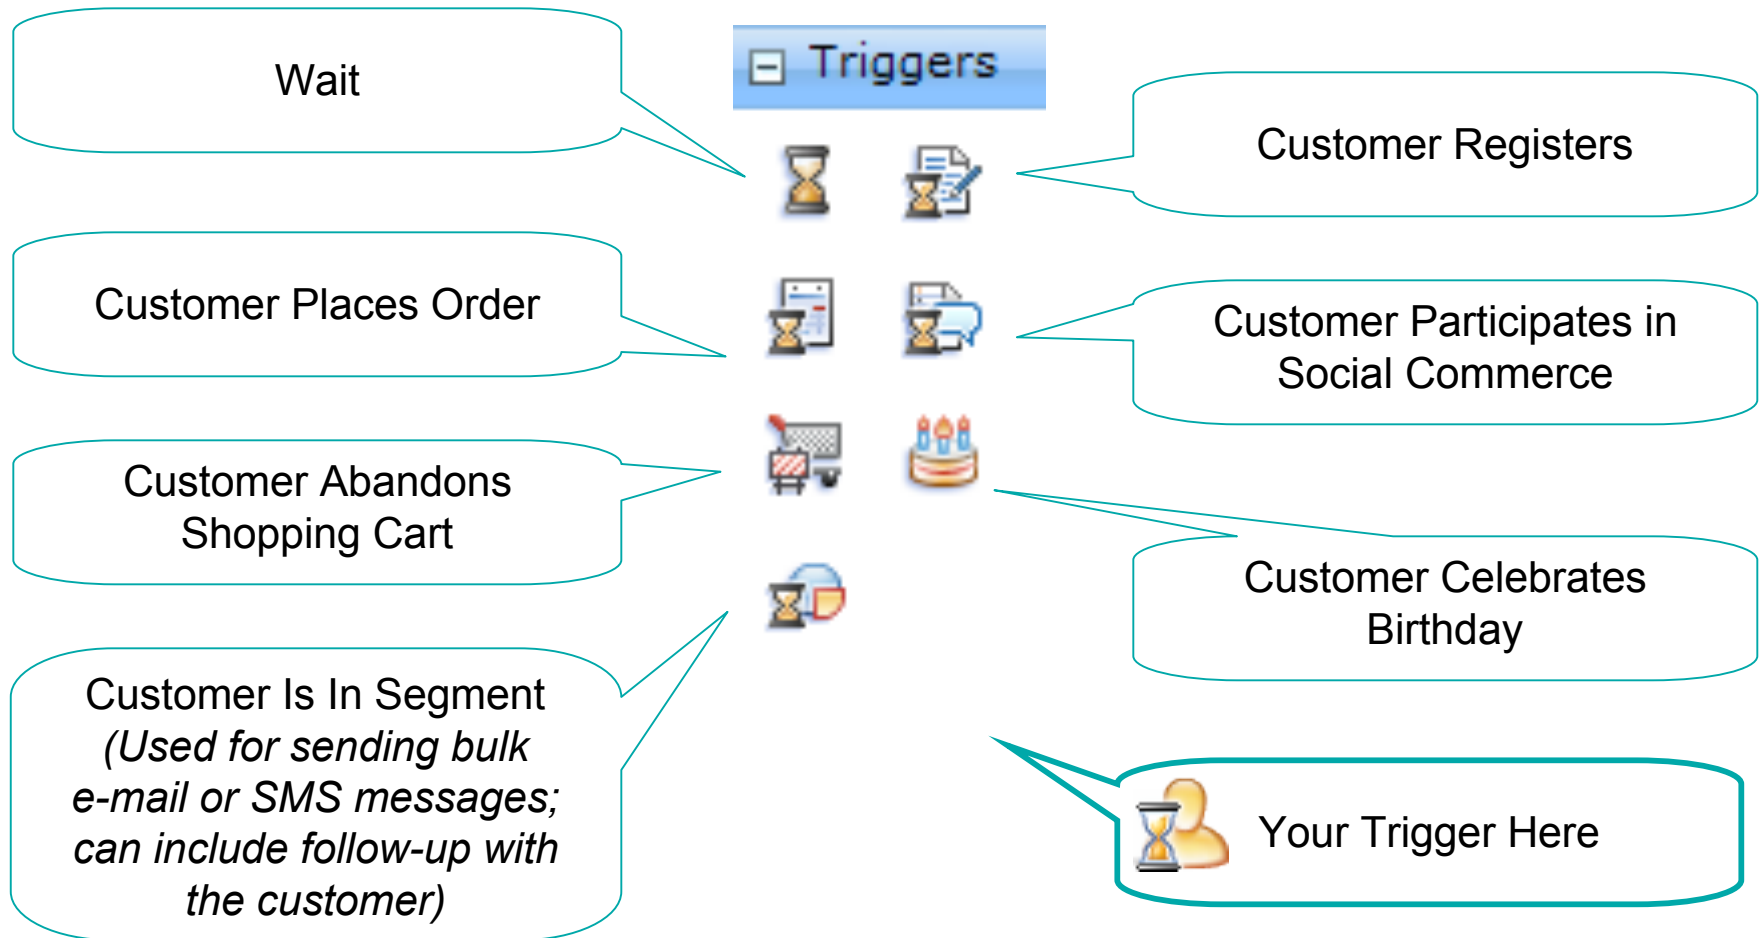 Triggers
Wait
Customer Registers
Customer Places Order
Customer Participates in
Social Commerce
Customer Abandons
Shopping Cart
Customer Celebrates
Birthday
Customer Is In Segment
(Used for sending bulk
e-mail or SMS messages;
can include follow-up with
the customer)
Your Trigger Here